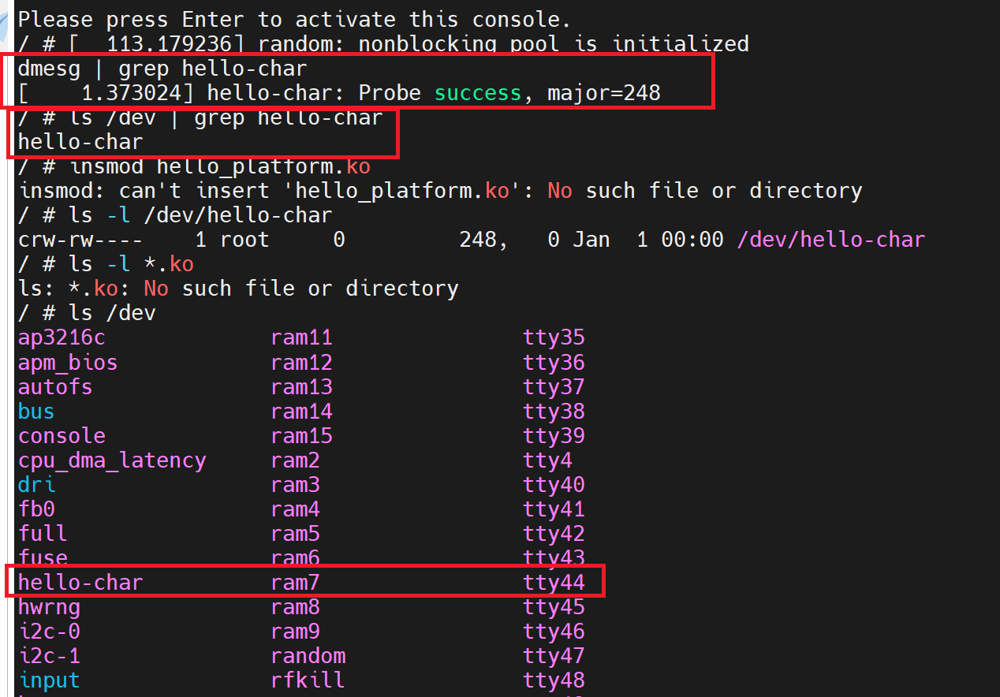 Please press Enter to activate this console.
/ # [  113.179236] random: nonblocking pool is initialized
dmesg | grep hello-char
[    1.373024] hello-char: Probe success, major=248
/ # ls /dev | grep hello-char
hello-char
/ # insmod hello_platform.ko
insmod: can't insert 'hello_platform.ko': No such file or directory
/ # ls -l /dev/hello-char
crw-rw----    1 root     0         248,   0 Jan  1 00:00 /dev/hello-char
/ # ls -l *.ko
ls: *.ko: No such file or directory
/ # ls /dev
ap3216c             ram11               tty35
apm_bios            ram12               tty36
autofs              ram13               tty37
bus                 ram14               tty38
console             ram15               tty39
cpu_dma_latency     ram2                tty4
dri                 ram3                tty40
fb0                 ram4                tty41
full                ram5                tty42
fuse                ram6                tty43
hello-char          ram7                tty44
hwrng               ram8                tty45
i2c-0               ram9                tty46
i2c-1               random              tty47
input               rfkill              tty48